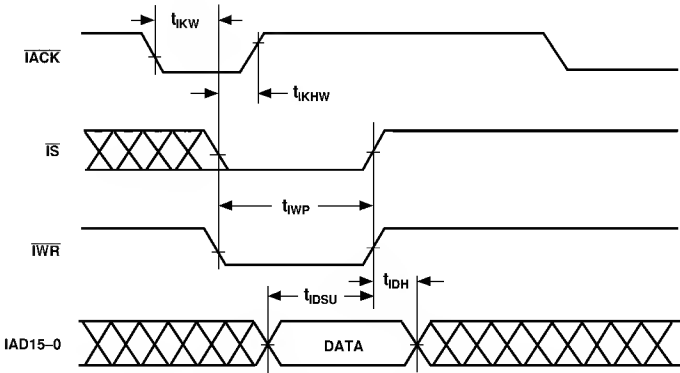 tIKW
IACK
tIKHW
IS
tIWP
IWR
tIDH
tIDSU
IAD15–0
DATA